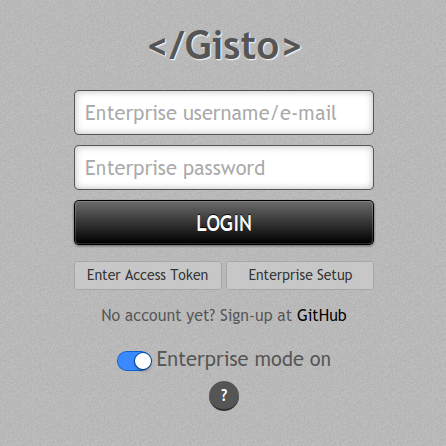 </Gisto>
Enterprise username/e-mail
Enterprise password
LOGIN
Enter Access Token Enterprise Setup
No account yet? Sign-up at GitHub
Enterprise mode on
?